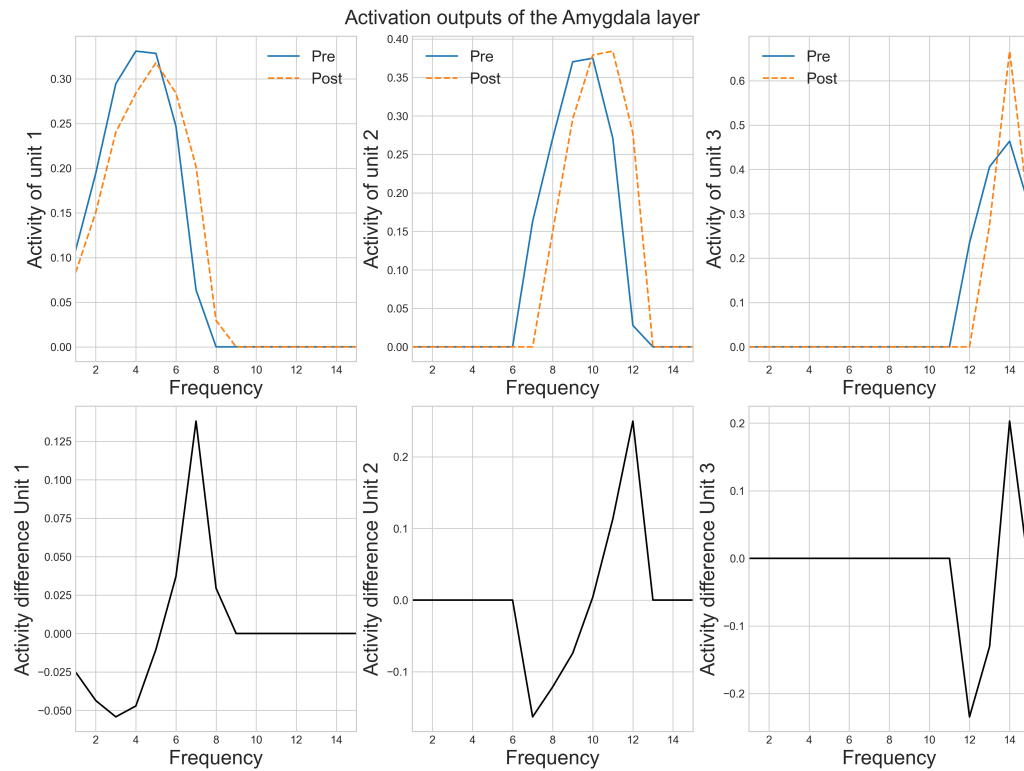 Activation outputs of the Amygdala layer
Activity of unit 1
0.30
0.25
0.20
0.15
0.10
0.05
0.00
Pre
Post
2 4 6 8 10 12 14
Frequency
Activity of unit 2
0.40
0.35
0.30
0.25
0.20
0.15
0.10
0.05
0.00
Pre
Post
2 4 6 8 10 12 14
Frequency
Activity of unit 3
0.6
0.5
0.4
0.3
0.2
0.1
0.0
Pre
Post
2 4 6 8 10 12 14
Frequency
Activity difference Unit 1
0.125
0.100
0.075
0.050
0.025
0.000
−0.025
−0.050
2 4 6 8 10 12 14
Frequency
Activity difference Unit 2
0.2
0.1
0.0
−0.1
2 4 6 8 10 12 14
Frequency
Activity difference Unit 3
0.2
0.1
0.0
−0.1
−0.2
2 4 6 8 10 12 14
Frequency